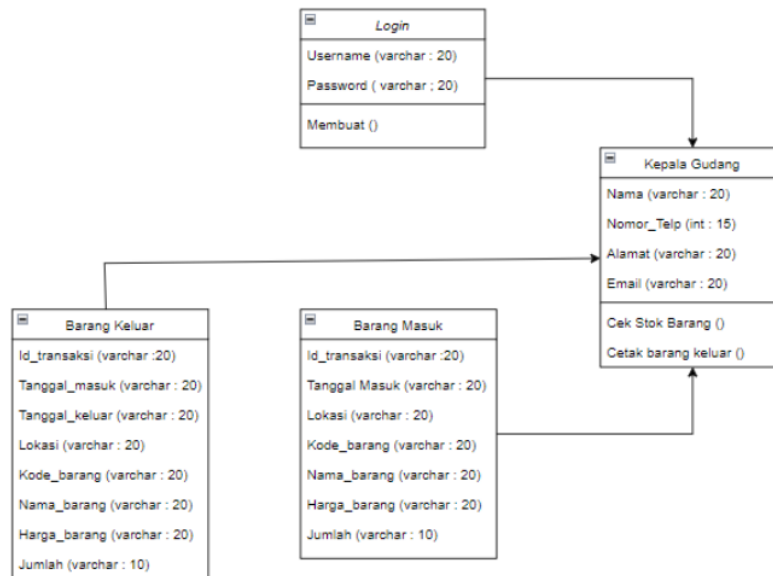 Login
Username (varchar : 20)
Password ( varchar : 20)
Membuat ()
Kepala Gudang
Nama (varchar : 20)
Nomor_Telp (int : 15)
Alamat (varchar : 20)
Email (varchar : 20)
Cek Stok Barang ()
Cetak barang keluar ()
Barang Keluar
Id_transaksi (varchar :20)
Tanggal_masuk (varchar : 20)
Tanggal_keluar (varchar : 20)
Lokasi (varchar : 20)
Kode_barang (varchar : 20)
Nama_barang (varchar : 20)
Harga_barang (varchar : 20)
Jumlah (varchar : 10)
Barang Masuk
Id_transaksi (varchar :20)
Tanggal Masuk (varchar : 20)
Lokasi (varchar : 20)
Kode_barang (varchar : 20)
Nama_barang (varchar : 20)
Harga_barang (varchar : 20)
Jumlah (varchar : 10)